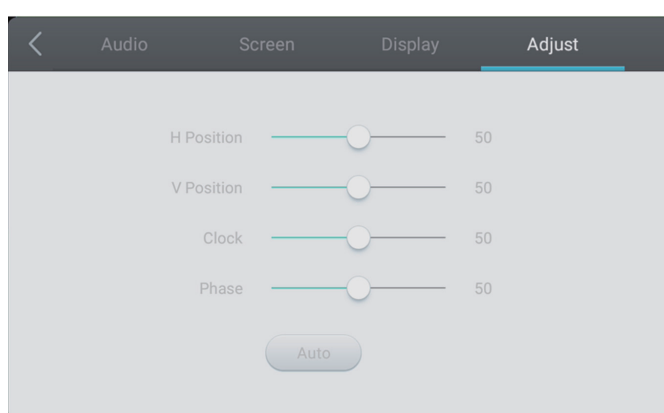 Audio Screen Display Adjust
H Position 50
V Position 50
Clock 50
Phase 50
Auto